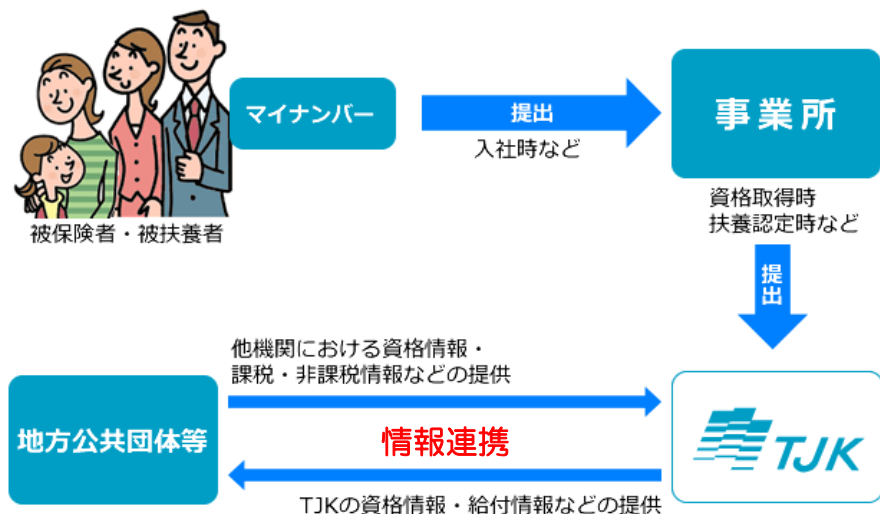 マイナンバー
提出
入社時など
事業所
被保険者・被扶養者
資格取得時
扶養認定時など
提出
他機関における資格情報・
課税・非課税情報などの提供
地方公共団体等
情報連携
TJK
TJKの資格情報・給付情報などの提供